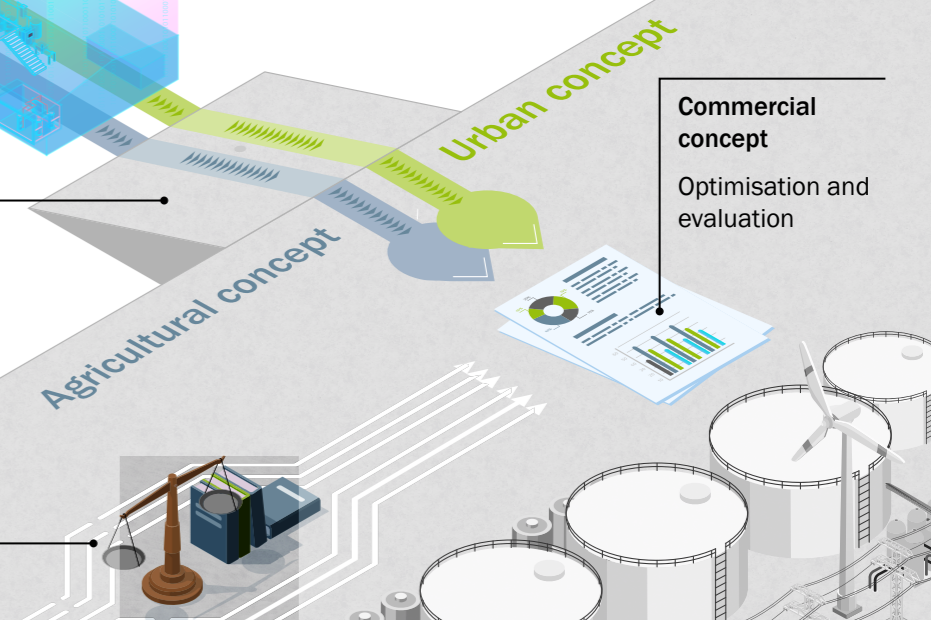 Urban concept
Commercial
concept
Optimisation and
evaluation
Agricultural concept